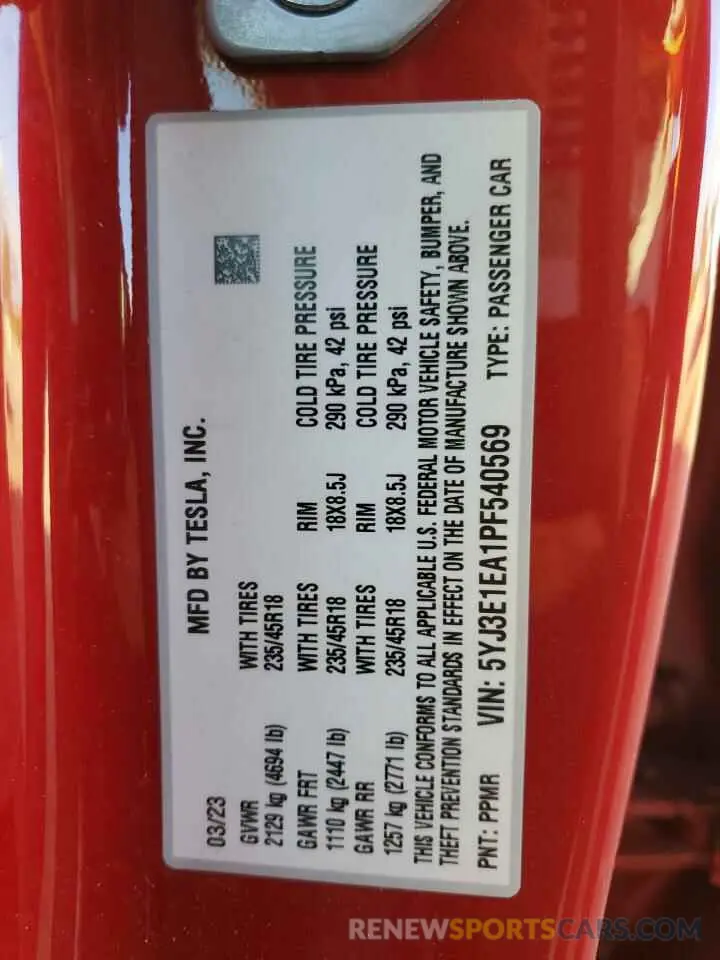 MFD BY TESLA, INC.
03/23
GVWR WITH TIRES
2129 kg (4694 lb) 235/45R18
GAWR FRT WITH TIRES RIM COLD TIRE PRESSURE
1110 kg (2447 lb) 235/45R18 18X8.5J 290 kPa, 42 psi
GAWR RR WITH TIRES RIM COLD TIRE PRESSURE
1257 kg (2771 lb) 235/45R18 18X8.5J 290 kPa, 42 psi
THIS VEHICLE CONFORMS TO ALL APPLICABLE U.S. FEDERAL MOTOR VEHICLE SAFETY, BUMPER, AND
THEFT PREVENTION STANDARDS IN EFFECT ON THE DATE OF MANUFACTURE SHOWN ABOVE.
PNT: PPMR VIN: 5YJ3E1EA1PF540569 TYPE: PASSENGER CAR
RENEWSPORTSCARS.COM